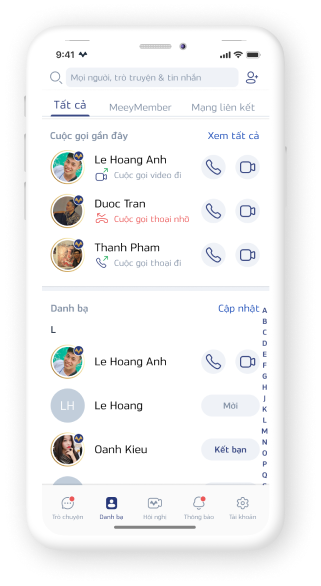 9:41
Mọi người, trò truyện & tin nhắn
Tất cả MeeyMember Mạng liên kết
Cuộc gọi gần đây Xem tất cả
Le Hoang Anh
Cuộc gọi video đi
Duoc Tran
Cuộc gọi thoại nhỡ
Thanh Pham
Cuộc gọi thoại đi
Danh bạ Cập nhật
L
Le Hoang Anh
LH Le Hoang Mời
Oanh Kieu Kết bạn
A
B
C
D
E
F
G
H
J
K
L
M
N
O
P
Q
Trò chuyện Danh bạ Hội nghị Thông báo Tài khoản